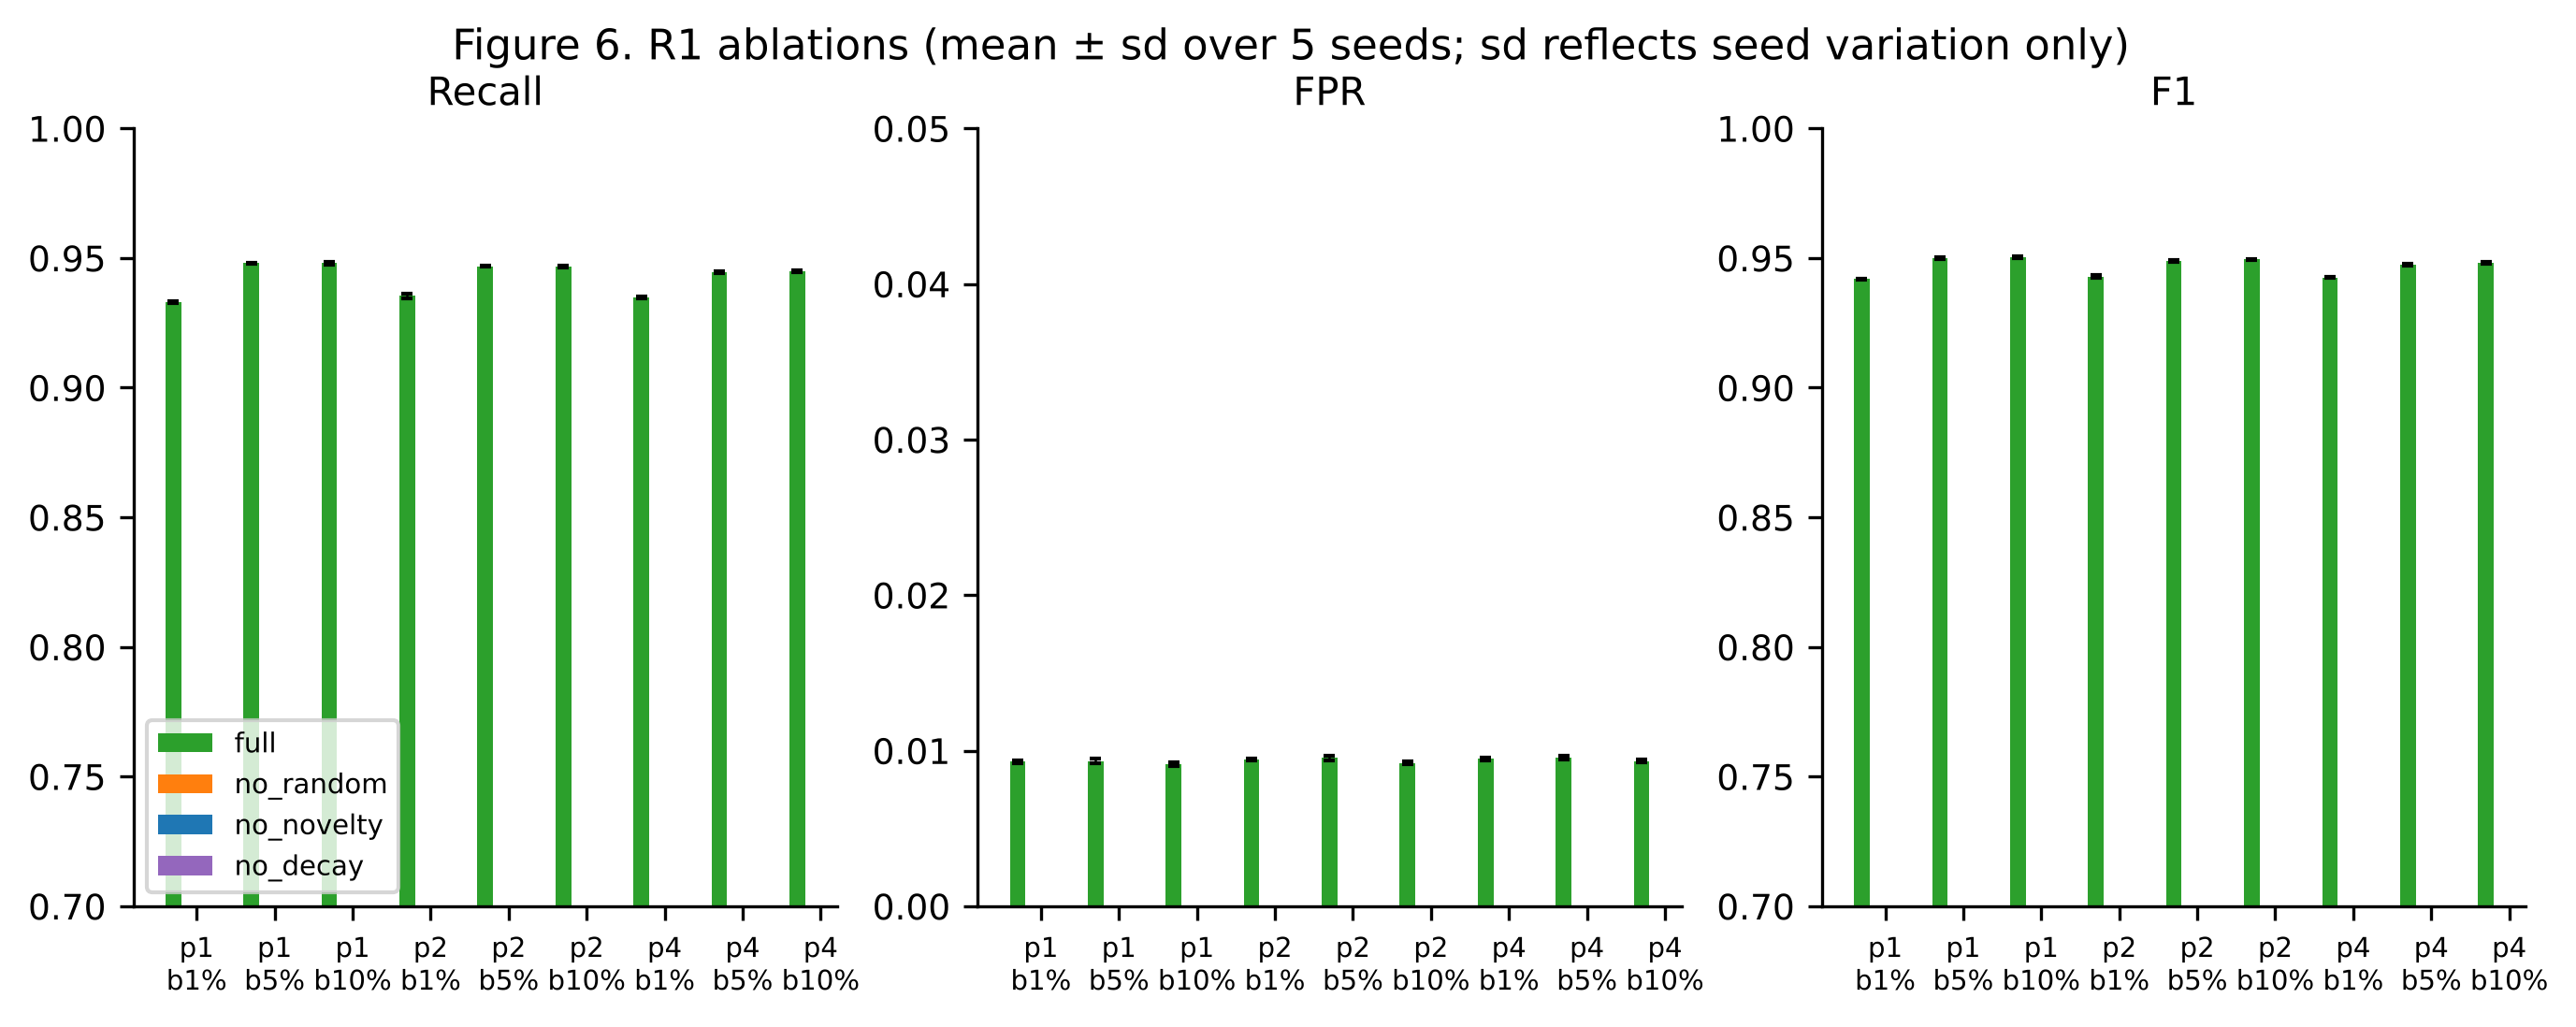 Figure 6. R1 ablations (mean ± sd over 5 seeds; sd reflects seed variation only)
Recall
1.00
0.95
0.90
0.85
0.80
0.75
0.70
full
no_random
no_novelty
no_decay
p1 p1 p1 p2 p2 p2 p4 p4 p4
b1% b5% b10% b1% b5% b10% b1% b5% b10%
FPR
0.05
0.04
0.03
0.02
0.01
0.00
p1 p1 p1 p2 p2 p2 p4 p4 p4
b1% b5% b10% b1% b5% b10% b1% b5% b10%
F1
1.00
0.95
0.90
0.85
0.80
0.75
0.70
p1 p1 p1 p2 p2 p2 p4 p4 p4
b1% b5% b10% b1% b5% b10% b1% b5% b10%